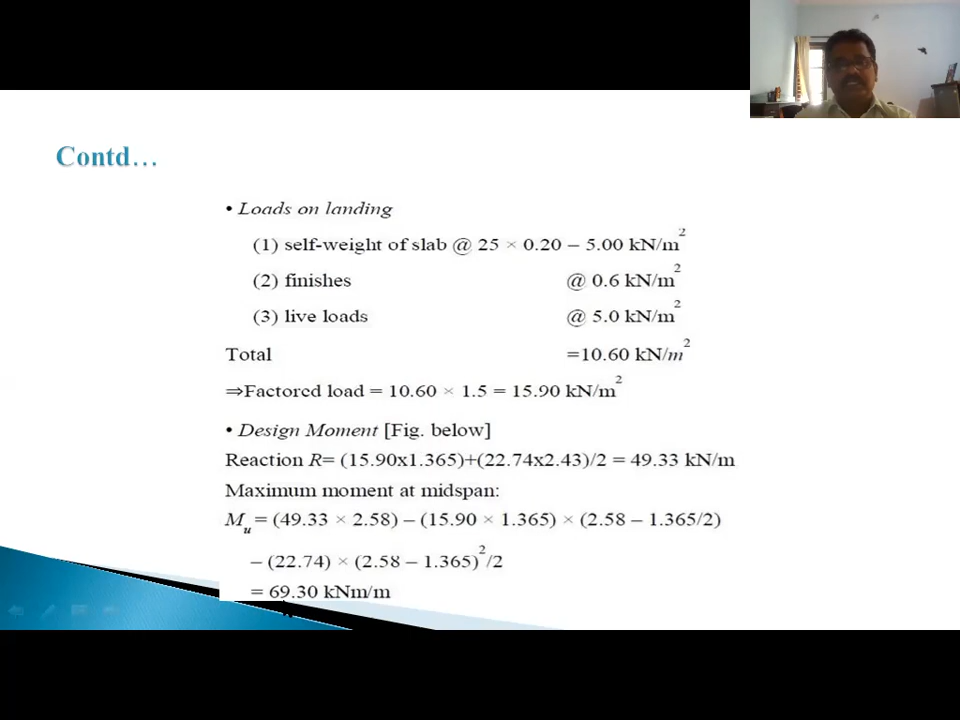 Contd…
• Loads on landing
(1) self-weight of slab @ 25 × 0.20 – 5.00 kN/m²
(2) finishes @ 0.6 kN/m²
(3) live loads @ 5.0 kN/m²
Total =10.60 kN/m²
⇒Factored load = 10.60 × 1.5 = 15.90 kN/m²
• Design Moment [Fig. below]
Reaction R= (15.90x1.365)+(22.74x2.43)/2 = 49.33 kN/m
Maximum moment at midspan:
Mᵤ = (49.33 × 2.58) – (15.90 × 1.365) × (2.58 – 1.365/2)
– (22.74) × (2.58 – 1.365)²/2
= 69.30 kNm/m